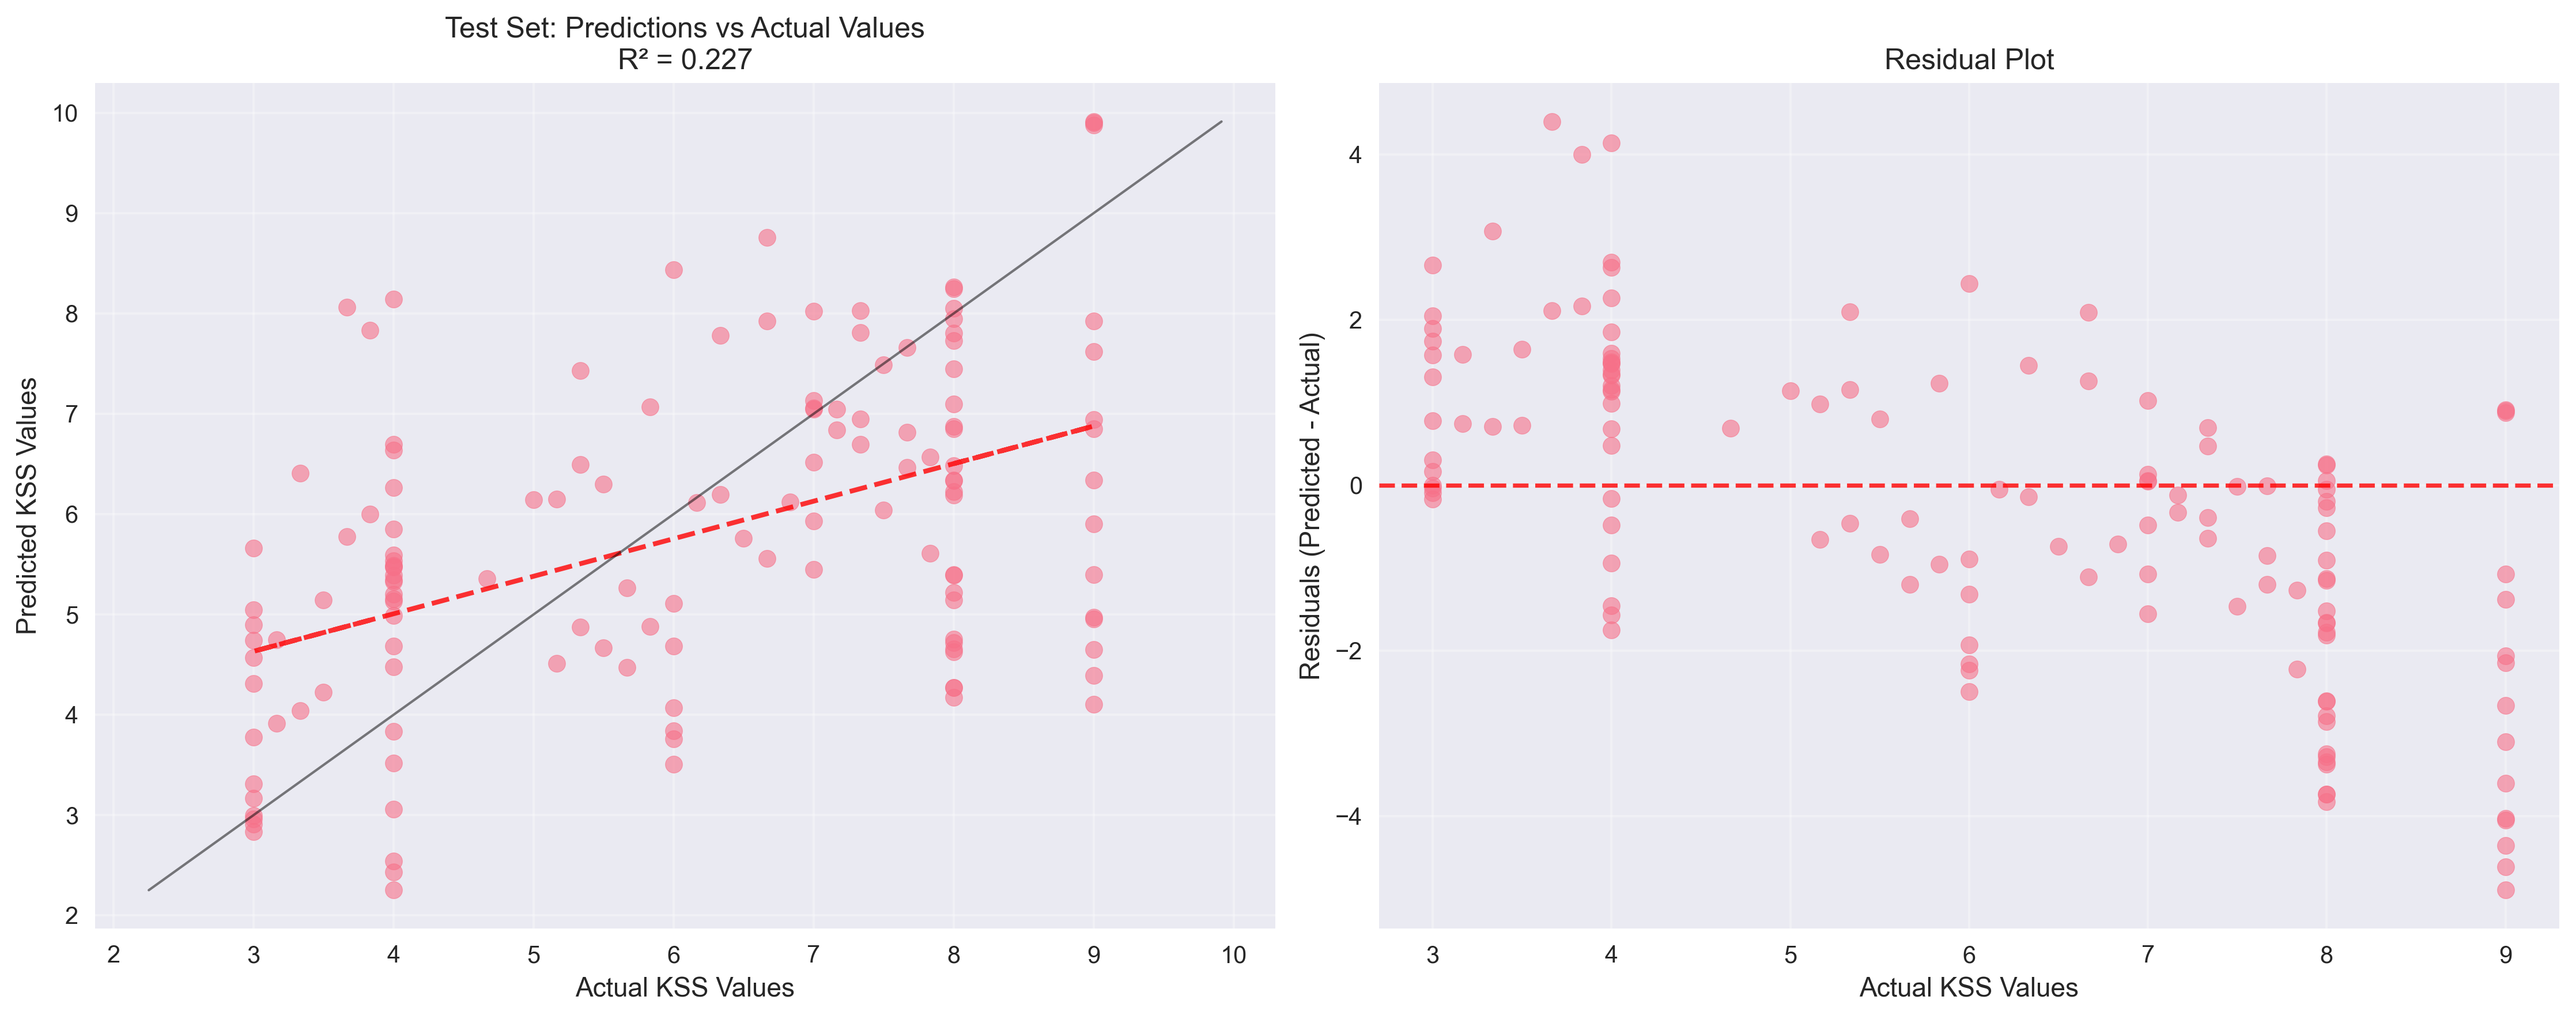 Test Set: Predictions vs Actual Values
R² = 0.227
10
9
8
7
6
5
4
3
2
Predicted KSS Values
2 3 4 5 6 7 8 9 10
Actual KSS Values
Residual Plot
4
2
0
−2
−4
Residuals (Predicted - Actual)
3 4 5 6 7 8 9
Actual KSS Values